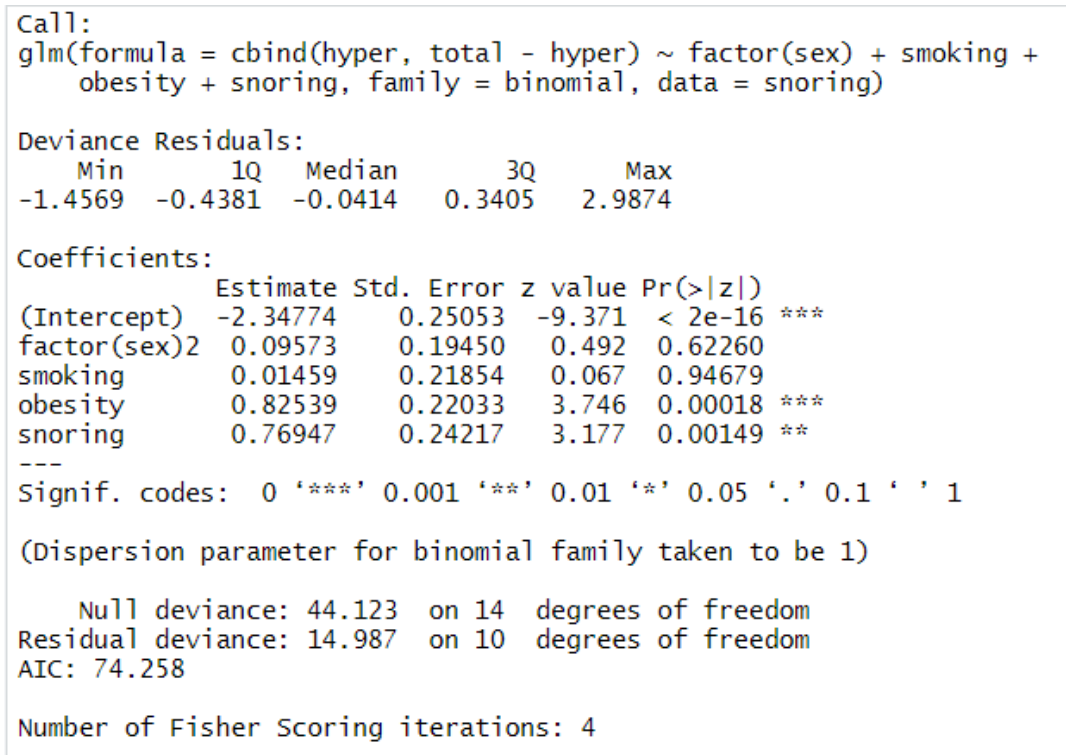 Call:
glm(formula = cbind(hyper, total - hyper) ~ factor(sex) + smoking +
    obesity + snoring, family = binomial, data = snoring)
Deviance Residuals:
    Min       1Q   Median       3Q      Max
-1.4569  -0.4381  -0.0414   0.3405   2.9874
Coefficients:
             Estimate Std. Error z value Pr(>|z|)
(Intercept)  -2.34774    0.25053  -9.371  < 2e-16 ***
factor(sex)2  0.09573    0.19450   0.492  0.62260
smoking       0.01459    0.21854   0.067  0.94679
obesity       0.82539    0.22033   3.746  0.00018 ***
snoring       0.76947    0.24217   3.177  0.00149 **
---
Signif. codes:  0 ‘***’ 0.001 ‘**’ 0.01 ‘*’ 0.05 ‘.’ 0.1 ‘ ’ 1
(Dispersion parameter for binomial family taken to be 1)
    Null deviance: 44.123  on 14  degrees of freedom
Residual deviance: 14.987  on 10  degrees of freedom
AIC: 74.258
Number of Fisher Scoring iterations: 4